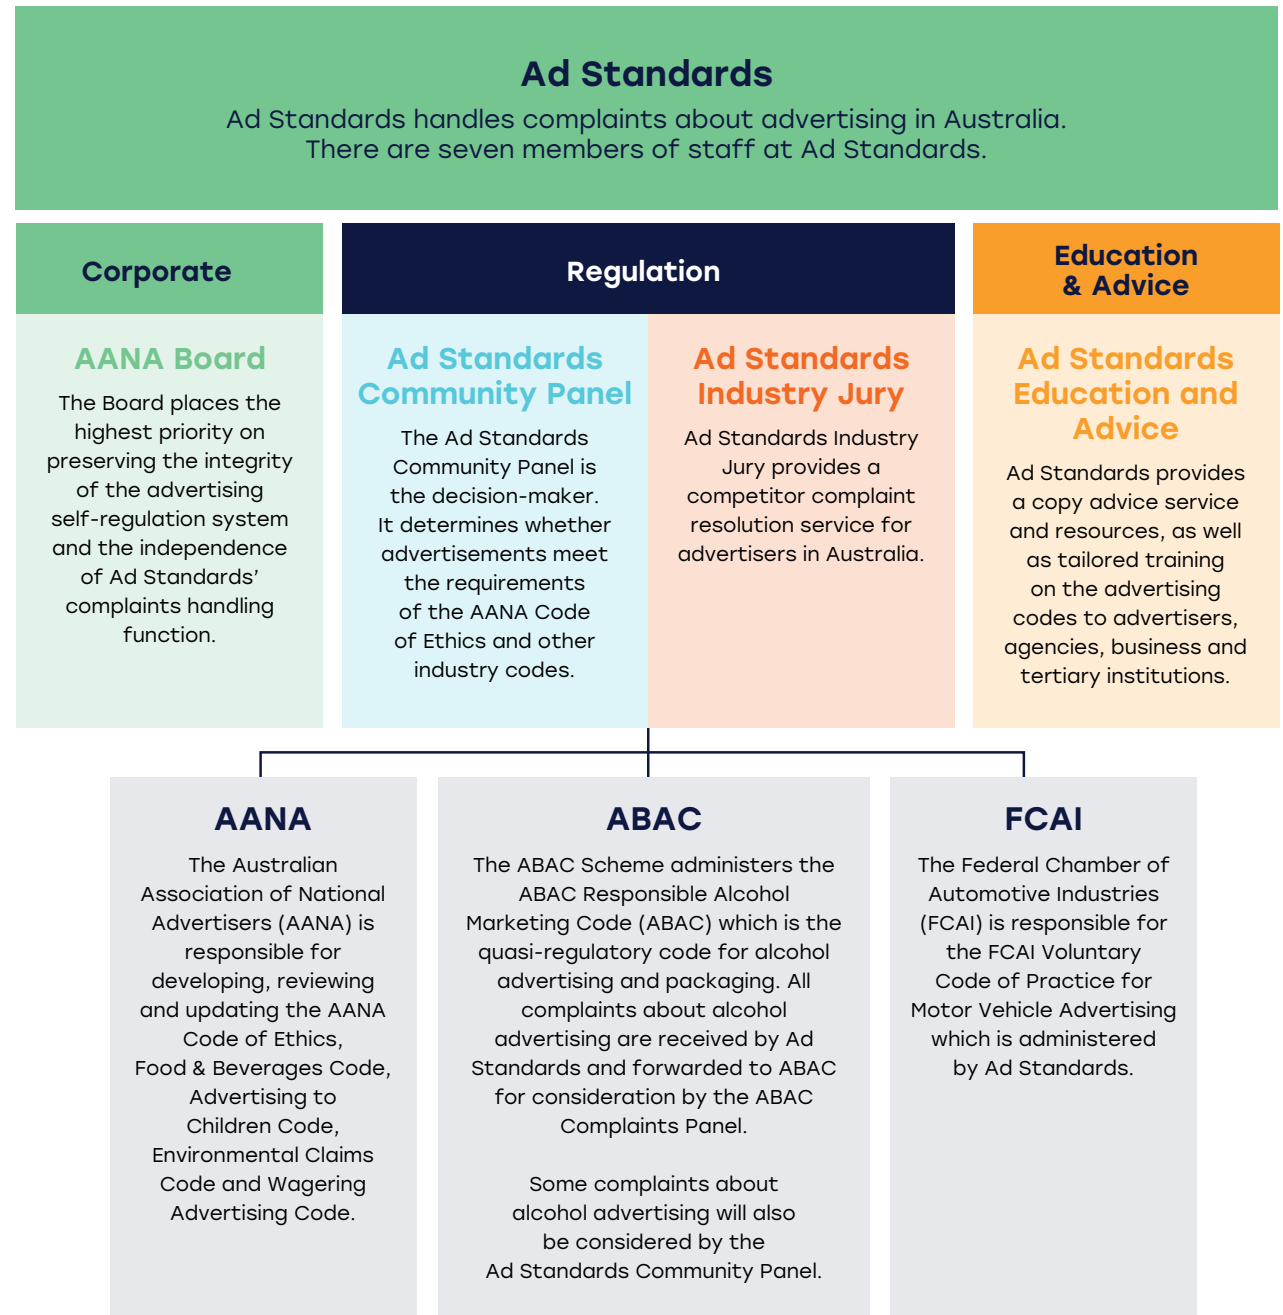 Ad Standards
Ad Standards handles complaints about advertising in Australia.
There are seven members of staff at Ad Standards.
Corporate
AANA Board
The Board places the
highest priority on
preserving the integrity
of the advertising
self-regulation system
and the independence
of Ad Standards’
complaints handling
function.
Regulation
Ad Standards
Community Panel
The Ad Standards
Community Panel is
the decision-maker.
It determines whether
advertisements meet
the requirements
of the AANA Code
of Ethics and other
industry codes.
Ad Standards
Industry Jury
Ad Standards Industry
Jury provides a
competitor complaint
resolution service for
advertisers in Australia.
Education
& Advice
Ad Standards
Education and
Advice
Ad Standards provides
a copy advice service
and resources, as well
as tailored training
on the advertising
codes to advertisers,
agencies, business and
tertiary institutions.
AANA
The Australian
Association of National
Advertisers (AANA) is
responsible for
developing, reviewing
and updating the AANA
Code of Ethics,
Food & Beverages Code,
Advertising to
Children Code,
Environmental Claims
Code and Wagering
Advertising Code.
ABAC
The ABAC Scheme administers the
ABAC Responsible Alcohol
Marketing Code (ABAC) which is the
quasi-regulatory code for alcohol
advertising and packaging. All
complaints about alcohol
advertising are received by Ad
Standards and forwarded to ABAC
for consideration by the ABAC
Complaints Panel.
Some complaints about
alcohol advertising will also
be considered by the
Ad Standards Community Panel.
FCAI
The Federal Chamber of
Automotive Industries
(FCAI) is responsible for
the FCAI Voluntary
Code of Practice for
Motor Vehicle Advertising
which is administered
by Ad Standards.